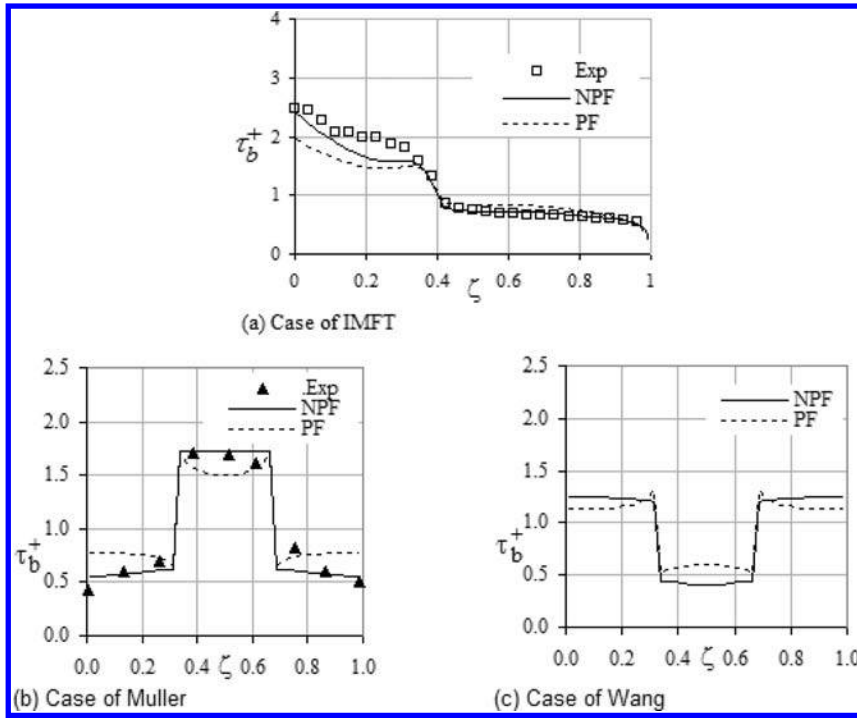 4
3
2
1
0
τb+
Exp
NPF
PF
0 0.2 0.4 0.6 0.8 1
ζ
(a) Case of IMFT
2.5
2.0
1.5
1.0
0.5
0.0
τb+
.Exp
NPF
PF
0.0 0.2 0.4 0.6 0.8 1.0
ζ
(b) Case of Muller
2.5
2.0
1.5
1.0
0.5
0.0
τb+
NPF
PF
0.0 0.2 0.4 0.6 0.8 1.0
ζ
(c) Case of Wang